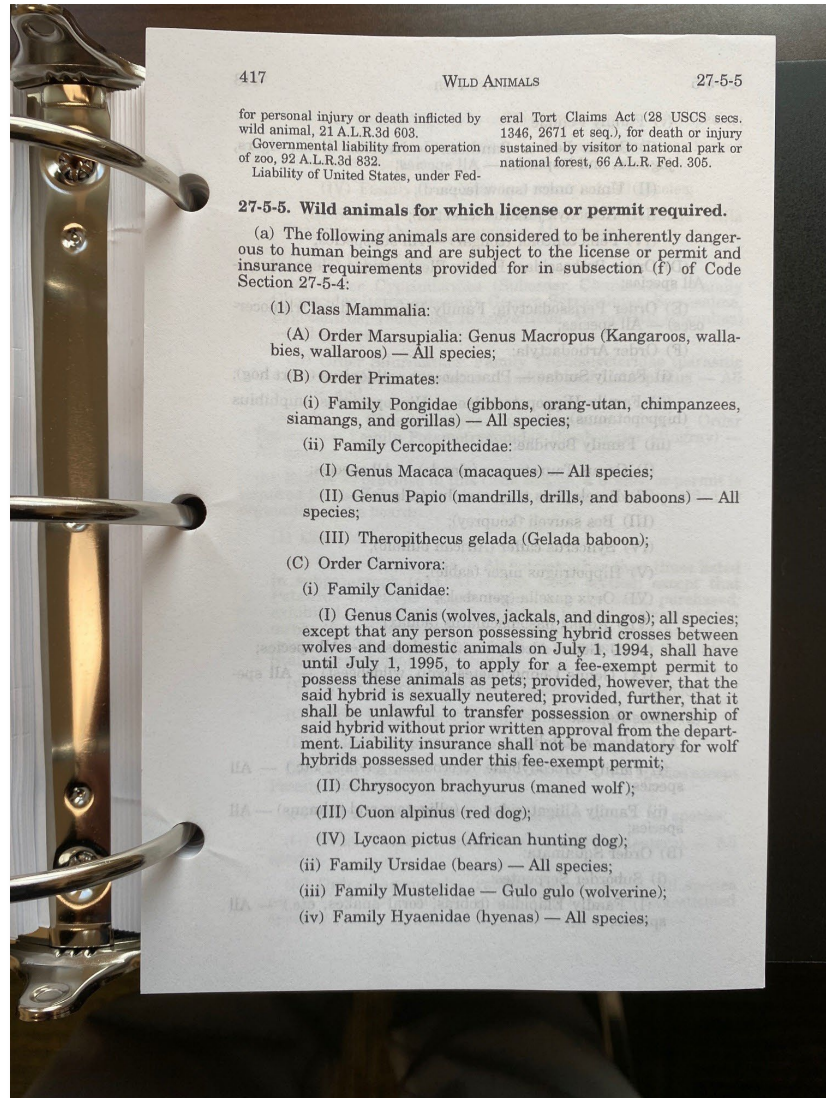 417
WILD ANIMALS
27-5-5
for personal injury or death inflicted by
wild animal, 21 A.L.R.3d 603.
Governmental liability from operation
of zoo, 92 A.L.R.3d 832.
Liability of United States, under Fed-
eral Tort Claims Act (28 USCS secs.
1346, 2671 et seq.), for death or injury
sustained by visitor to national park or
national forest, 66 A.L.R. Fed. 305.
27-5-5. Wild animals for which license or permit required.
(a) The following animals are considered to be inherently danger-
ous to human beings and are subject to the license or permit and
insurance requirements provided for in subsection (f) of Code
Section 27-5-4:
(1) Class Mammalia:
(A) Order Marsupialia: Genus Macropus (Kangaroos, walla-
bies, wallaroos) — All species;
(B) Order Primates:
(i) Family Pongidae (gibbons, orang-utan, chimpanzees,
siamangs, and gorillas) — All species;
(ii) Family Cercopithecidae:
(I) Genus Macaca (macaques) — All species;
(II) Genus Papio (mandrills, drills, and baboons) — All
species;
(III) Theropithecus gelada (Gelada baboon);
(C) Order Carnivora:
(i) Family Canidae:
(I) Genus Canis (wolves, jackals, and dingos); all species;
except that any person possessing hybrid crosses between
wolves and domestic animals on July 1, 1994, shall have
until July 1, 1995, to apply for a fee-exempt permit to
possess these animals as pets; provided, however, that the
said hybrid is sexually neutered; provided, further, that it
shall be unlawful to transfer possession or ownership of
said hybrid without prior written approval from the depart-
ment. Liability insurance shall not be mandatory for wolf
hybrids possessed under this fee-exempt permit;
(II) Chrysocyon brachyurus (maned wolf);
(III) Cuon alpinus (red dog);
(IV) Lycaon pictus (African hunting dog);
(ii) Family Ursidae (bears) — All species;
(iii) Family Mustelidae — Gulo gulo (wolverine);
(iv) Family Hyaenidae (hyenas) — All species;